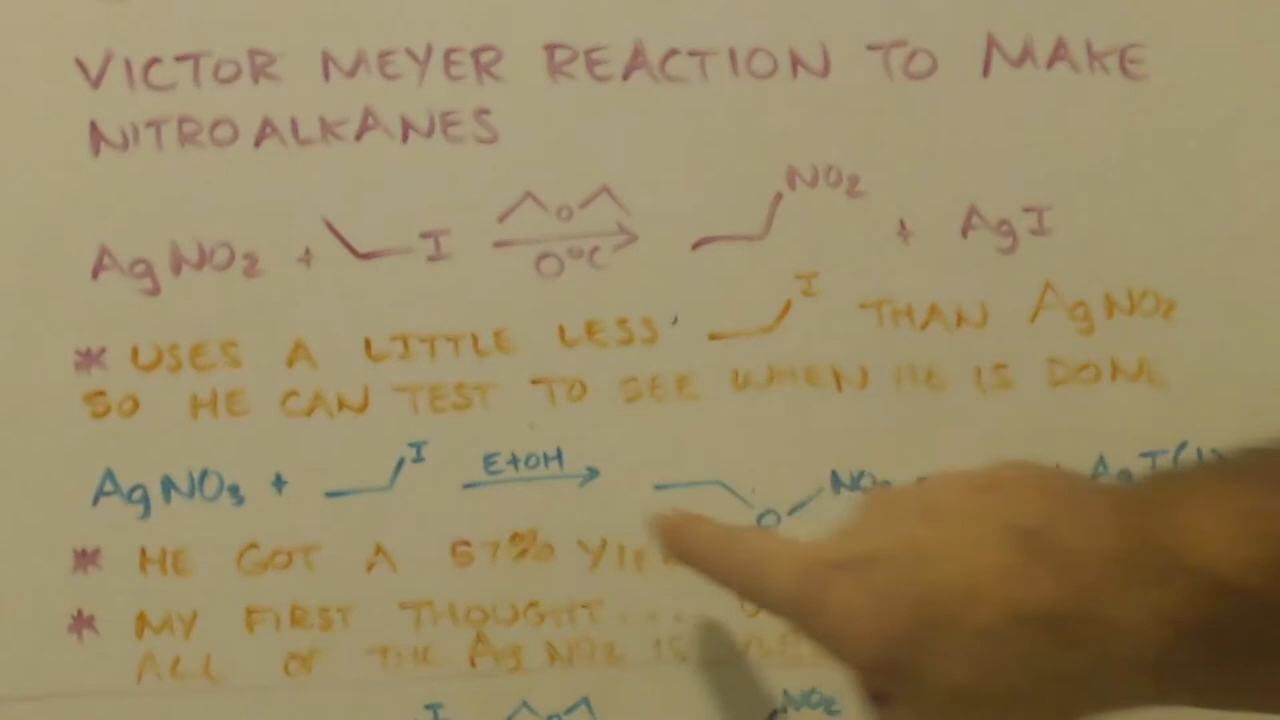 VICTOR MEYER REACTION TO MAKE
NITROALKANES
AgNO2 + I O 0°C NO2 + AgI
* USES A LITTLE LESS I THAN AgNO2
SO HE CAN TEST TO SEE WHEN HE IS DONE
AgNO3 + I EtOH O
* HE GOT A 57%
* MY FIRST THOUGHT...
ALL OF THE AgNO2 IS
I O NO2